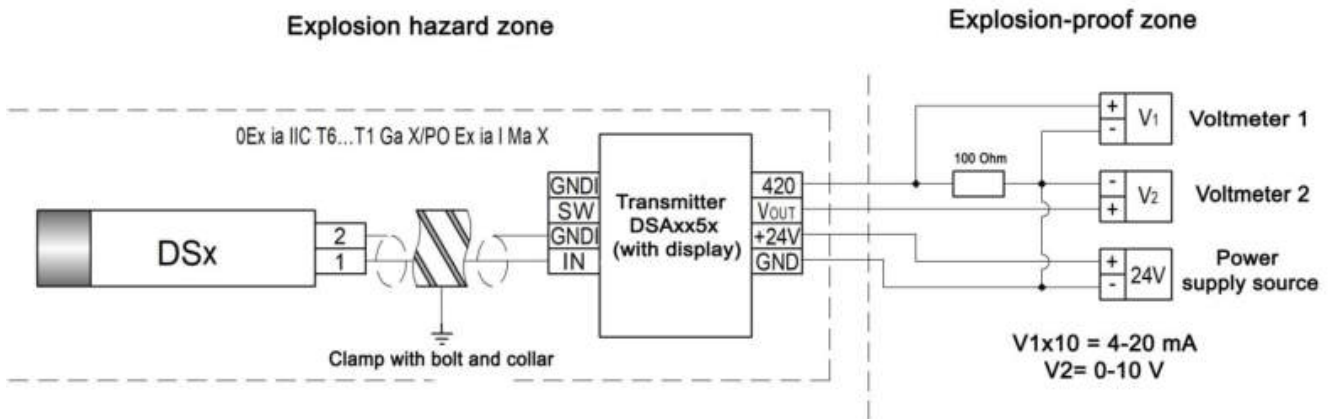 Explosion hazard zone
Explosion-proof zone
0Ex ia IIC T6...T1 Ga X/PO Ex ia I Ma X
DSx
2
1
Clamp with bolt and collar
GNDI
SW
GNDI
IN
Transmitter
DSAxx5x
(with display)
420
VOUT
+24V
GND
100 Ohm
+
-
V1
Voltmeter 1
-
+
V2
Voltmeter 2
+
-
24V
Power
supply source
V1x10 = 4-20 mA
V2= 0-10 V